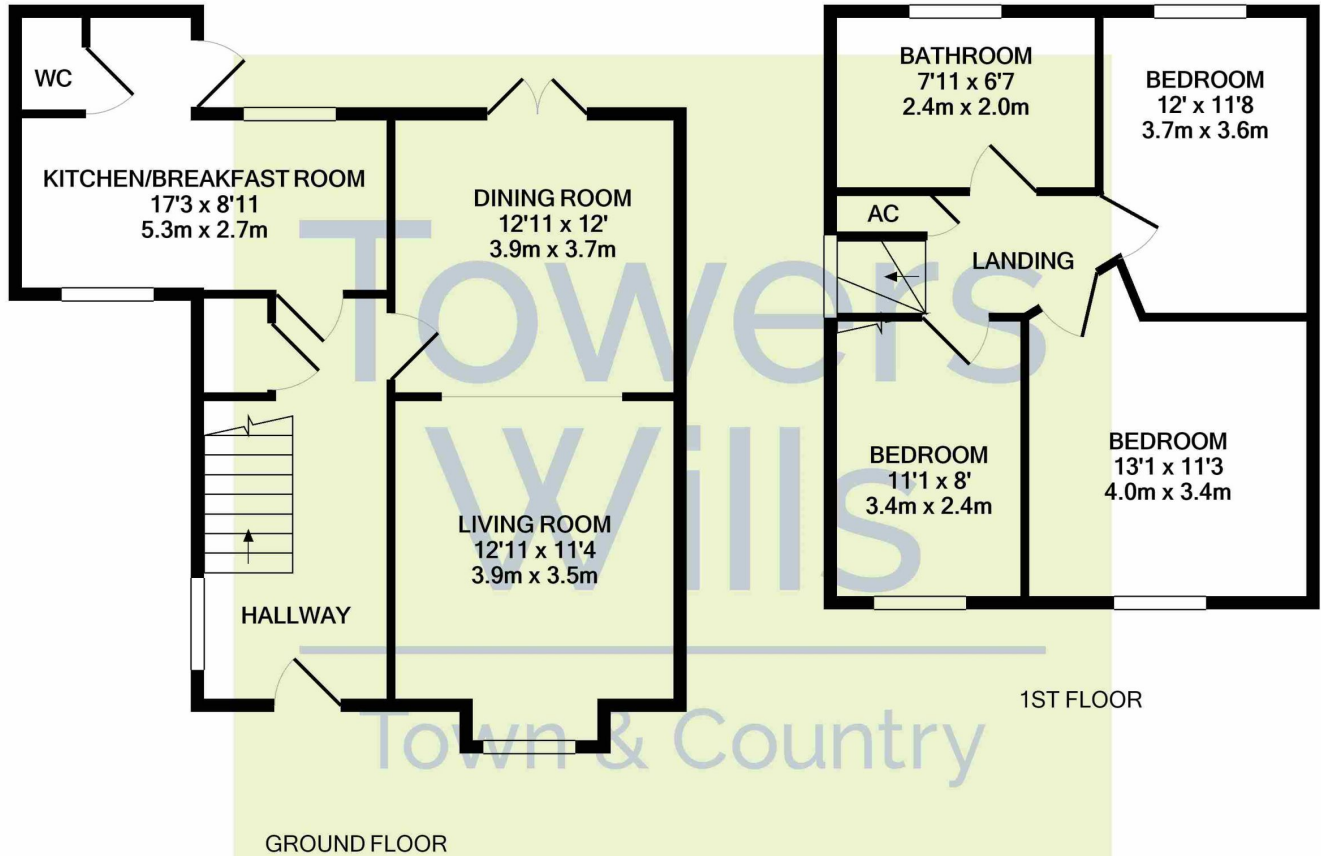 WC
KITCHEN/BREAKFAST ROOM
17'3 x 8'11
5.3m x 2.7m
DINING ROOM
12'11 x 12'
3.9m x 3.7m
LIVING ROOM
12'11 x 11'4
3.9m x 3.5m
HALLWAY
GROUND FLOOR
BATHROOM
7'11 x 6'7
2.4m x 2.0m
BEDROOM
12' x 11'8
3.7m x 3.6m
AC
LANDING
BEDROOM
11'1 x 8'
3.4m x 2.4m
BEDROOM
13'1 x 11'3
4.0m x 3.4m
1ST FLOOR
Towers
Wills
Town & Country